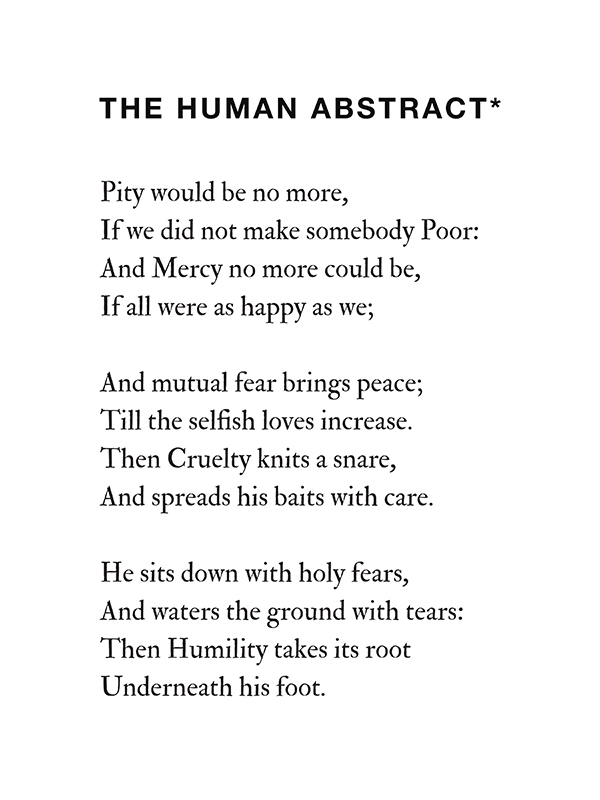 THE HUMAN ABSTRACT*
Pity would be no more,
If we did not make somebody Poor:
And Mercy no more could be,
If all were as happy as we;
And mutual fear brings peace;
Till the selfish loves increase.
Then Cruelty knits a snare,
And spreads his baits with care.
He sits down with holy fears,
And waters the ground with tears:
Then Humility takes its root
Underneath his foot.